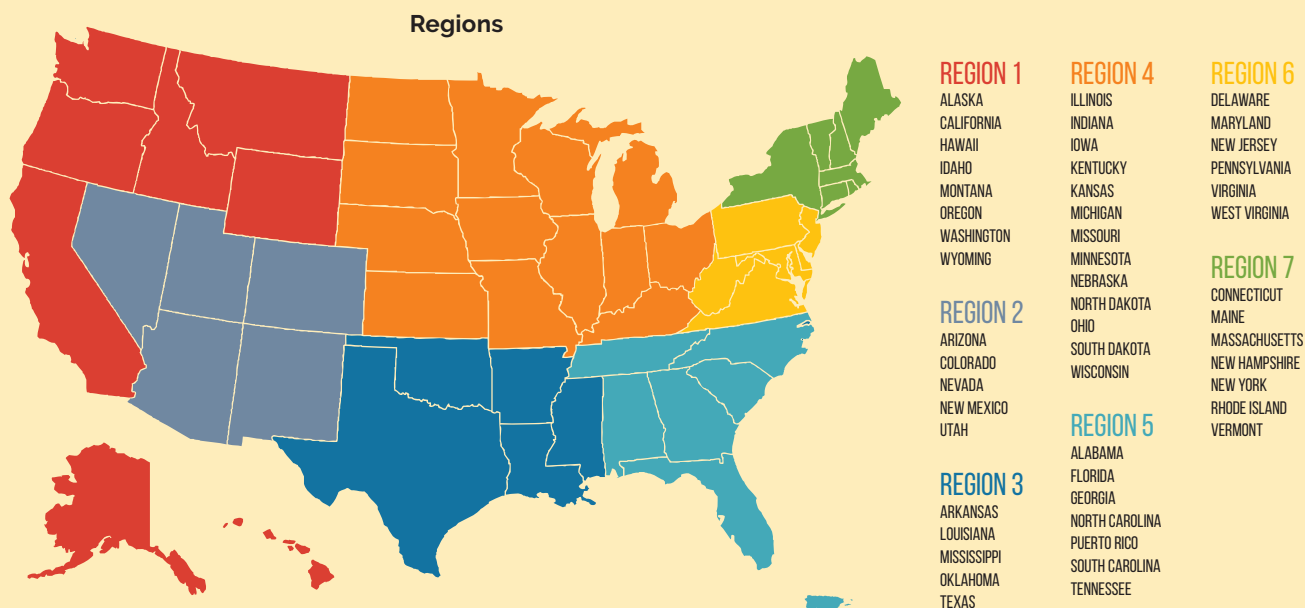 Regions
REGION 1
ALASKA
CALIFORNIA
HAWAII
IDAHO
MONTANA
OREGON
WASHINGTON
WYOMING
REGION 2
ARIZONA
COLORADO
NEVADA
NEW MEXICO
UTAH
REGION 3
ARKANSAS
LOUISIANA
MISSISSIPPI
OKLAHOMA
TEXAS
REGION 4
ILLINOIS
INDIANA
IOWA
KENTUCKY
KANSAS
MICHIGAN
MISSOURI
MINNESOTA
NEBRASKA
NORTH DAKOTA
OHIO
SOUTH DAKOTA
WISCONSIN
REGION 5
ALABAMA
FLORIDA
GEORGIA
NORTH CAROLINA
PUERTO RICO
SOUTH CAROLINA
TENNESSEE
REGION 6
DELAWARE
MARYLAND
NEW JERSEY
PENNSYLVANIA
VIRGINIA
WEST VIRGINIA
REGION 7
CONNECTICUT
MAINE
MASSACHUSETTS
NEW HAMPSHIRE
NEW YORK
RHODE ISLAND
VERMONT